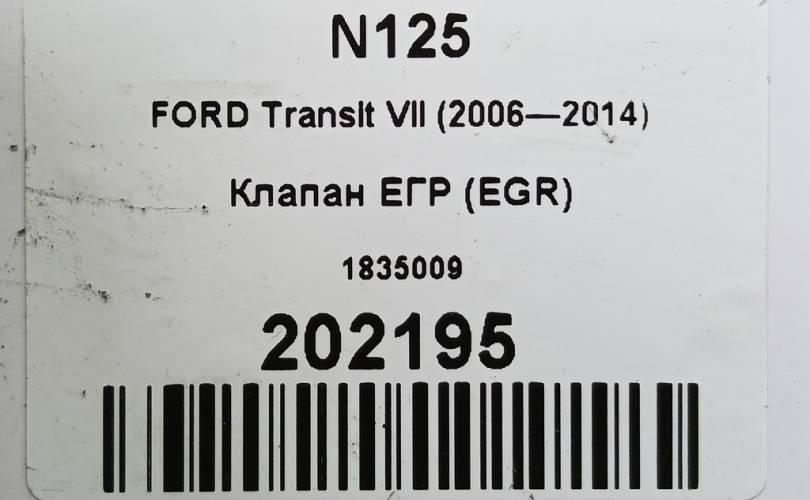 N125
FORD Transit VII (2006—2014)
Клапан ЕГР (EGR)
1835009
202195